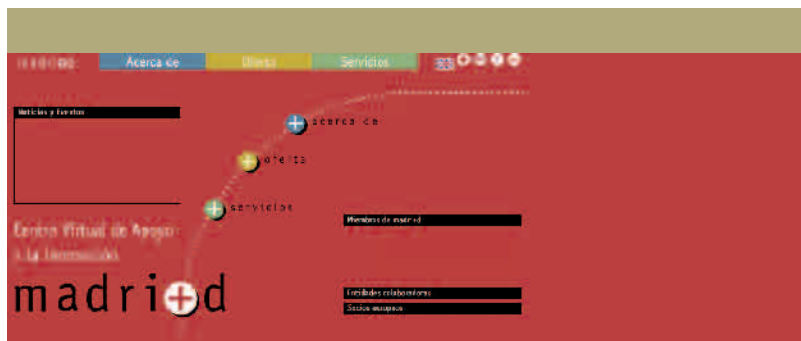 Acerca de
Oferta
Servicios
Noticias y Eventos
acerca de
oferta
servicios
Miembros de madri+d
Centro Virtual de Apoyo
a la
madri+d
Entidades colaboradoras
Socios europeos